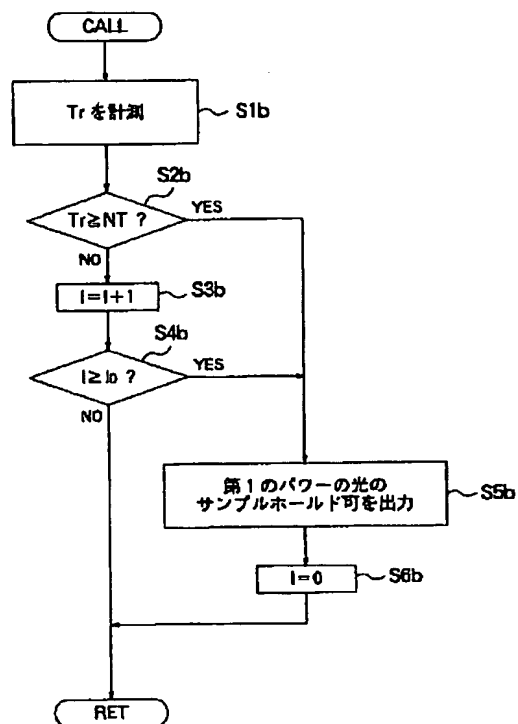 CALL
Trを計測
S1b
S2b
Tr≧NT ?
YES
NO
I=I+1
S3b
S4b
I≧Io ?
YES
NO
第1のパワーの光の
サンプルホールド可を出力
S5b
I=0
S6b
RET